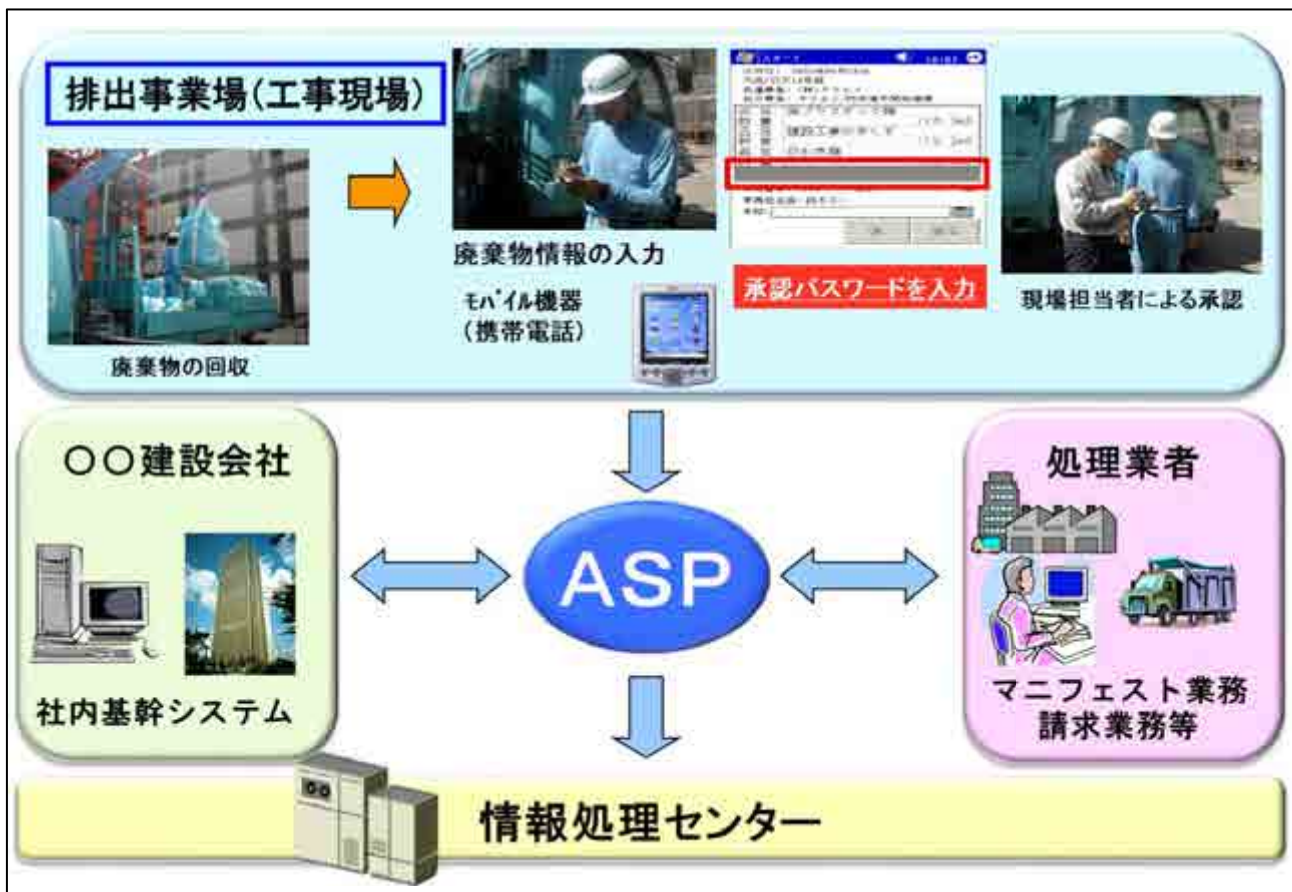 排出事業場(工事現場)
廃棄物の回収
廃棄物情報の入力
モバイル機器
(携帯電話)
承認パスワードを入力
現場担当者による承認
〇〇建設会社
社内基幹システム
ASP
処理業者
マニフェスト業務
請求業務等
情報処理センター